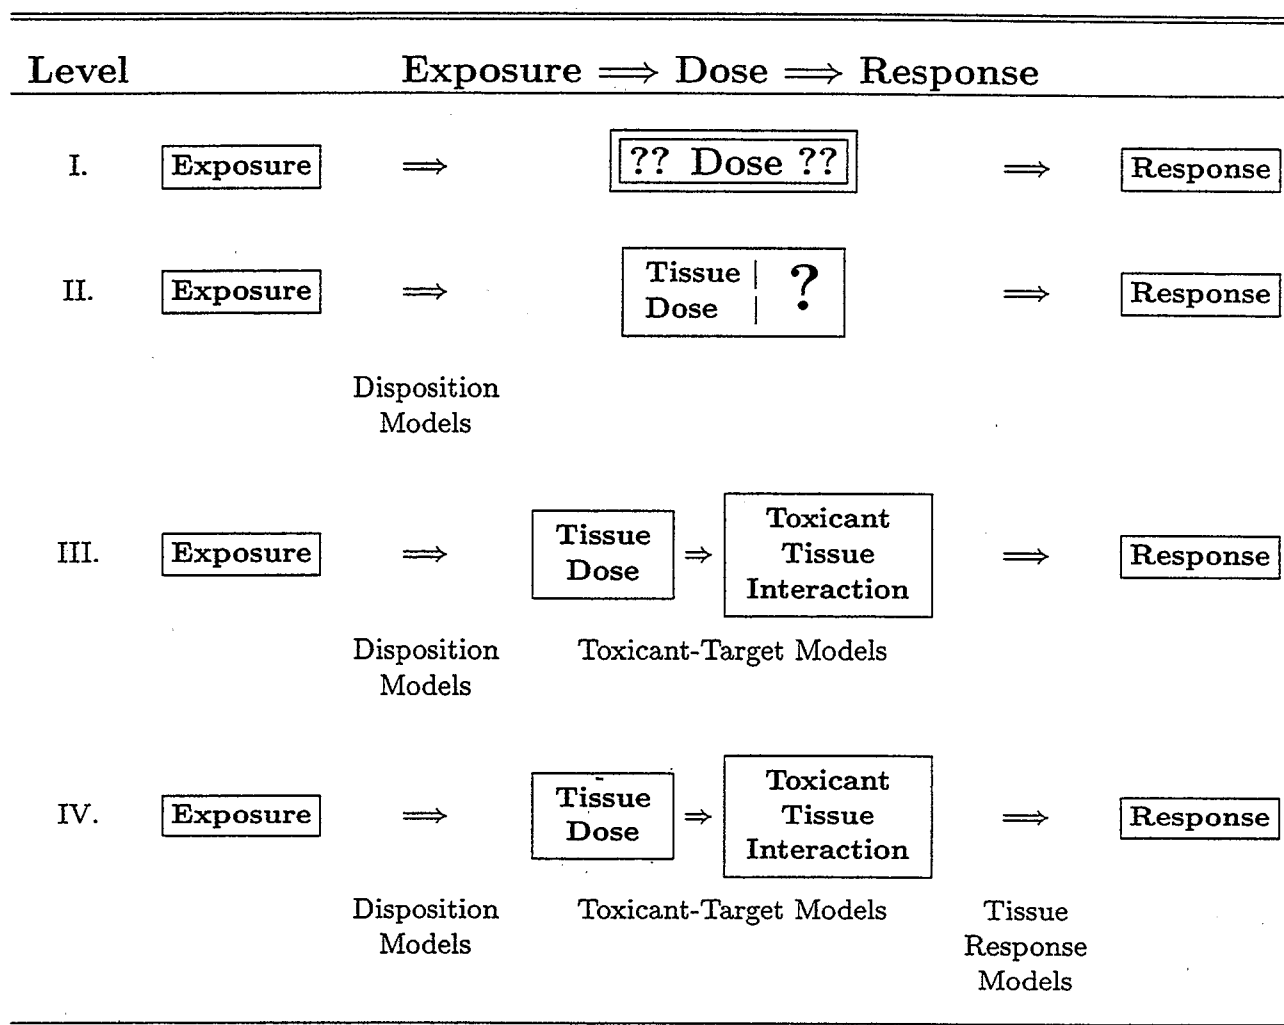 Level Exposure ⟹ Dose ⟹ Response
I. Exposure ⟹ ?? Dose ?? ⟹ Response
II. Exposure ⟹ Tissue Dose | ? ⟹ Response
Disposition
Models
III. Exposure ⟹ Tissue Dose ⇒ Toxicant Tissue Interaction ⟹ Response
Disposition Models Toxicant-Target Models
IV. Exposure ⟹ Tissue Dose ⇒ Toxicant Tissue Interaction ⟹ Response
Disposition Models Toxicant-Target Models Tissue Response Models